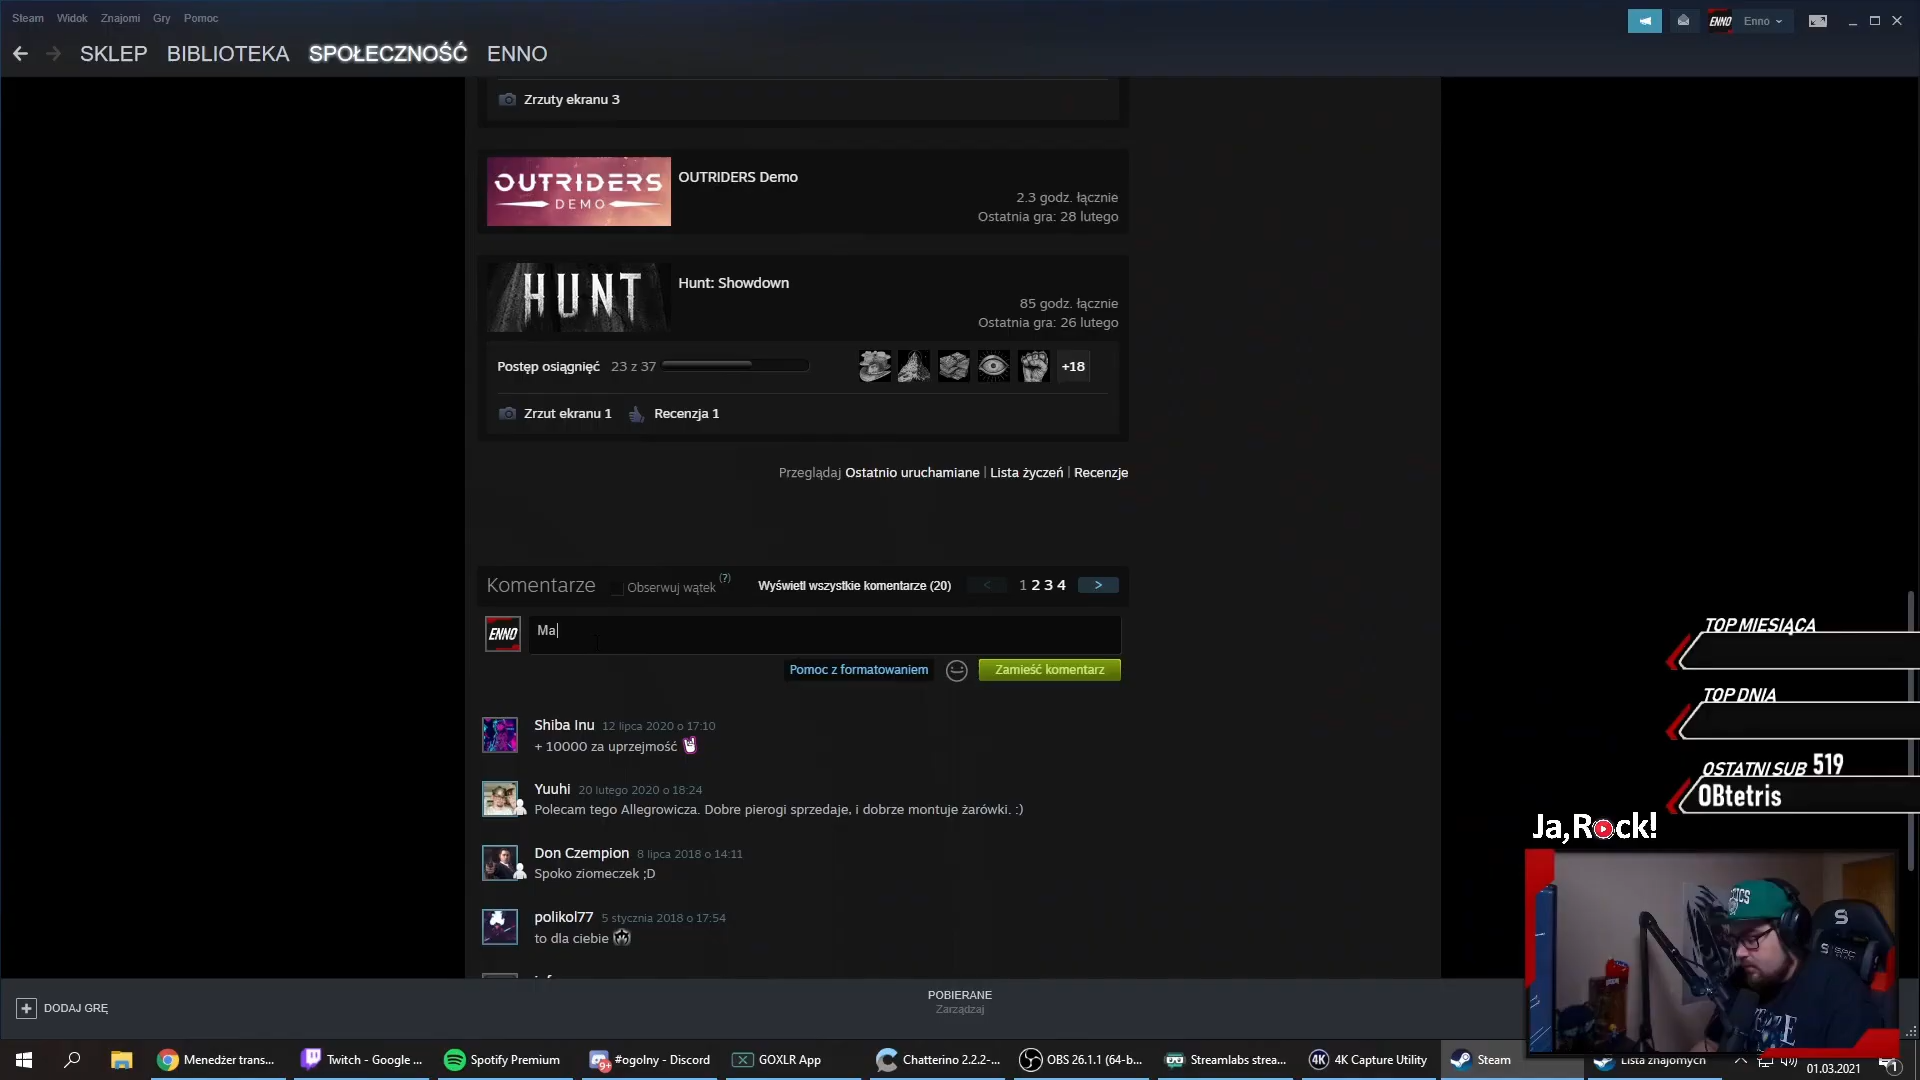 Steam Widok Znajomi Gry Pomoc
ENNO Enno
SKLEP BIBLIOTEKA SPOŁECZNOŚĆ ENNO
Zrzuty ekranu 3
OUTRIDERS
DEMO
OUTRIDERS Demo
2.3 godz. łącznie
Ostatnia gra: 28 lutego
HUNT
Hunt: Showdown
85 godz. łącznie
Ostatnia gra: 26 lutego
Postęp osiągnięć 23 z 37
+18
Zrzut ekranu 1 Recenzja 1
Przeglądaj Ostatnio uruchamiane | Lista życzeń | Recenzje
Komentarze Obserwuj wątek (?) Wyświetl wszystkie komentarze (20) < 1 2 3 4 >
ENNO
Ma
Pomoc z formatowaniem Zamieść komentarz
Shiba Inu 12 lipca 2020 o 17:10
+ 10000 za uprzejmość
Yuuhi 20 lutego 2020 o 18:24
Polecam tego Allegrowicza. Dobre pierogi sprzedaje, i dobrze montuje żarówki. :)
Don Czempion 8 lipca 2018 o 14:11
Spoko ziomeczek ;D
polikol77 5 stycznia 2018 o 17:54
to dla ciebie
TOP MIESIĄCA
TOP DNIA
OSTATNI SUB 519
OBtetris
Ja,Rock!
DODAJ GRĘ
POBIERANE
Zarządzaj
Menedżer trans...
Twitch - Google ...
Spotify Premium
9+
#ogolny - Discord
GOXLR App
Chatterino 2.2.2-...
OBS 26.1.1 (64-b...
Streamlabs strea...
4K
4K Capture Utility
Steam
Lista znajomych
01.03.2021
1